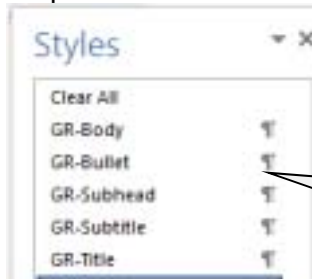 Styles
Clear All
GR-Body ¶
GR-Bullet ¶
GR-Subhead ¶
GR-Subtitle ¶
GR-Title ¶